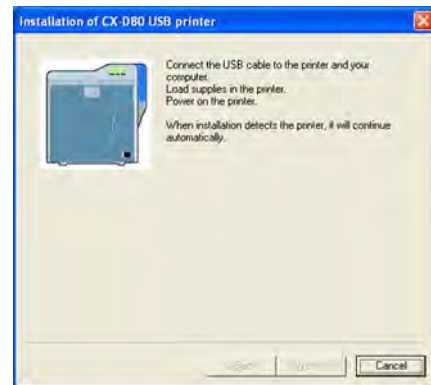 Installation of CX-D80 USB printer
Connect the USB cable to the printer and your
computer.
Load supplies in the printer.
Power on the printer.
When installation detects the printer, it will continue
automatically.
Cancel